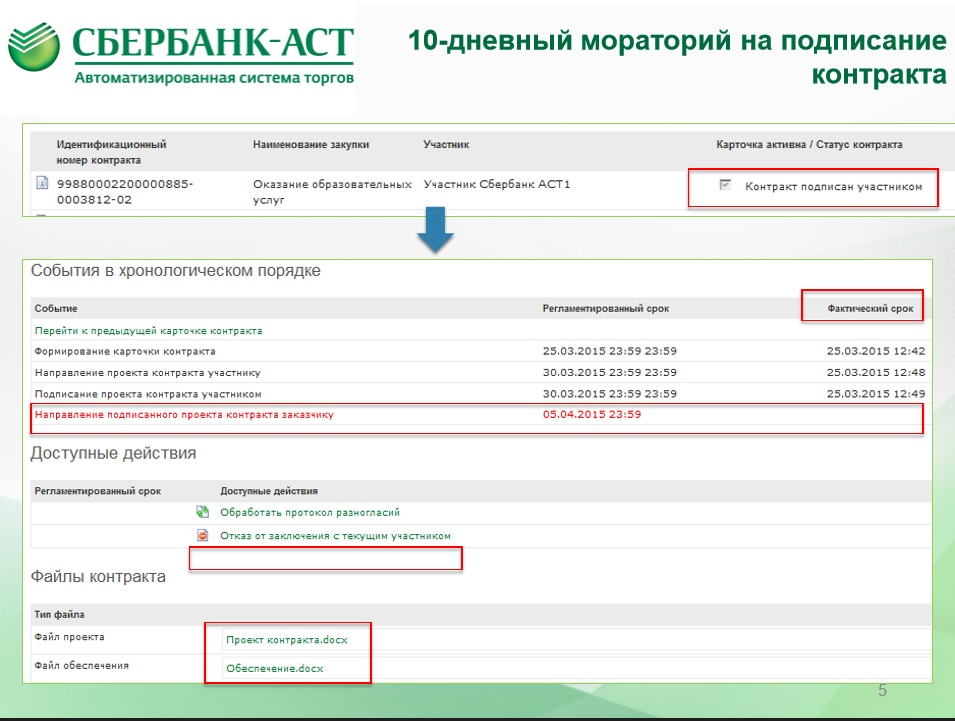 СБЕРБАНК-АСТ
Автоматизированная система торгов
10-дневный мораторий на подписание
контракта
Идентификационный номер контракта Наименование закупки Участник Карточка активна / Статус контракта
99880002200000885-0003812-02 Оказание образовательных услуг Участник Сбербанк АСТ1 Контракт подписан участником
События в хронологическом порядке
Событие Регламентированный срок Фактический срок
Перейти к предыдущей карточке контракта
Формирование карточки контракта 25.03.2015 23:59 23:59 25.03.2015 12:42
Направление проекта контракта участнику 30.03.2015 23:59 23:59 25.03.2015 12:48
Подписание проекта контракта участником 30.03.2015 23:59 23:59 25.03.2015 12:49
Направление подписанного проекта контракта заказчику 05.04.2015 23:59
Доступные действия
Регламентированный срок Доступные действия
Обработать протокол разногласий
Отказ от заключения с текущим участником
Файлы контракта
Тип файла
Файл проекта Проект контракта.docx
Файл обеспечения Обеспечение.docx
5